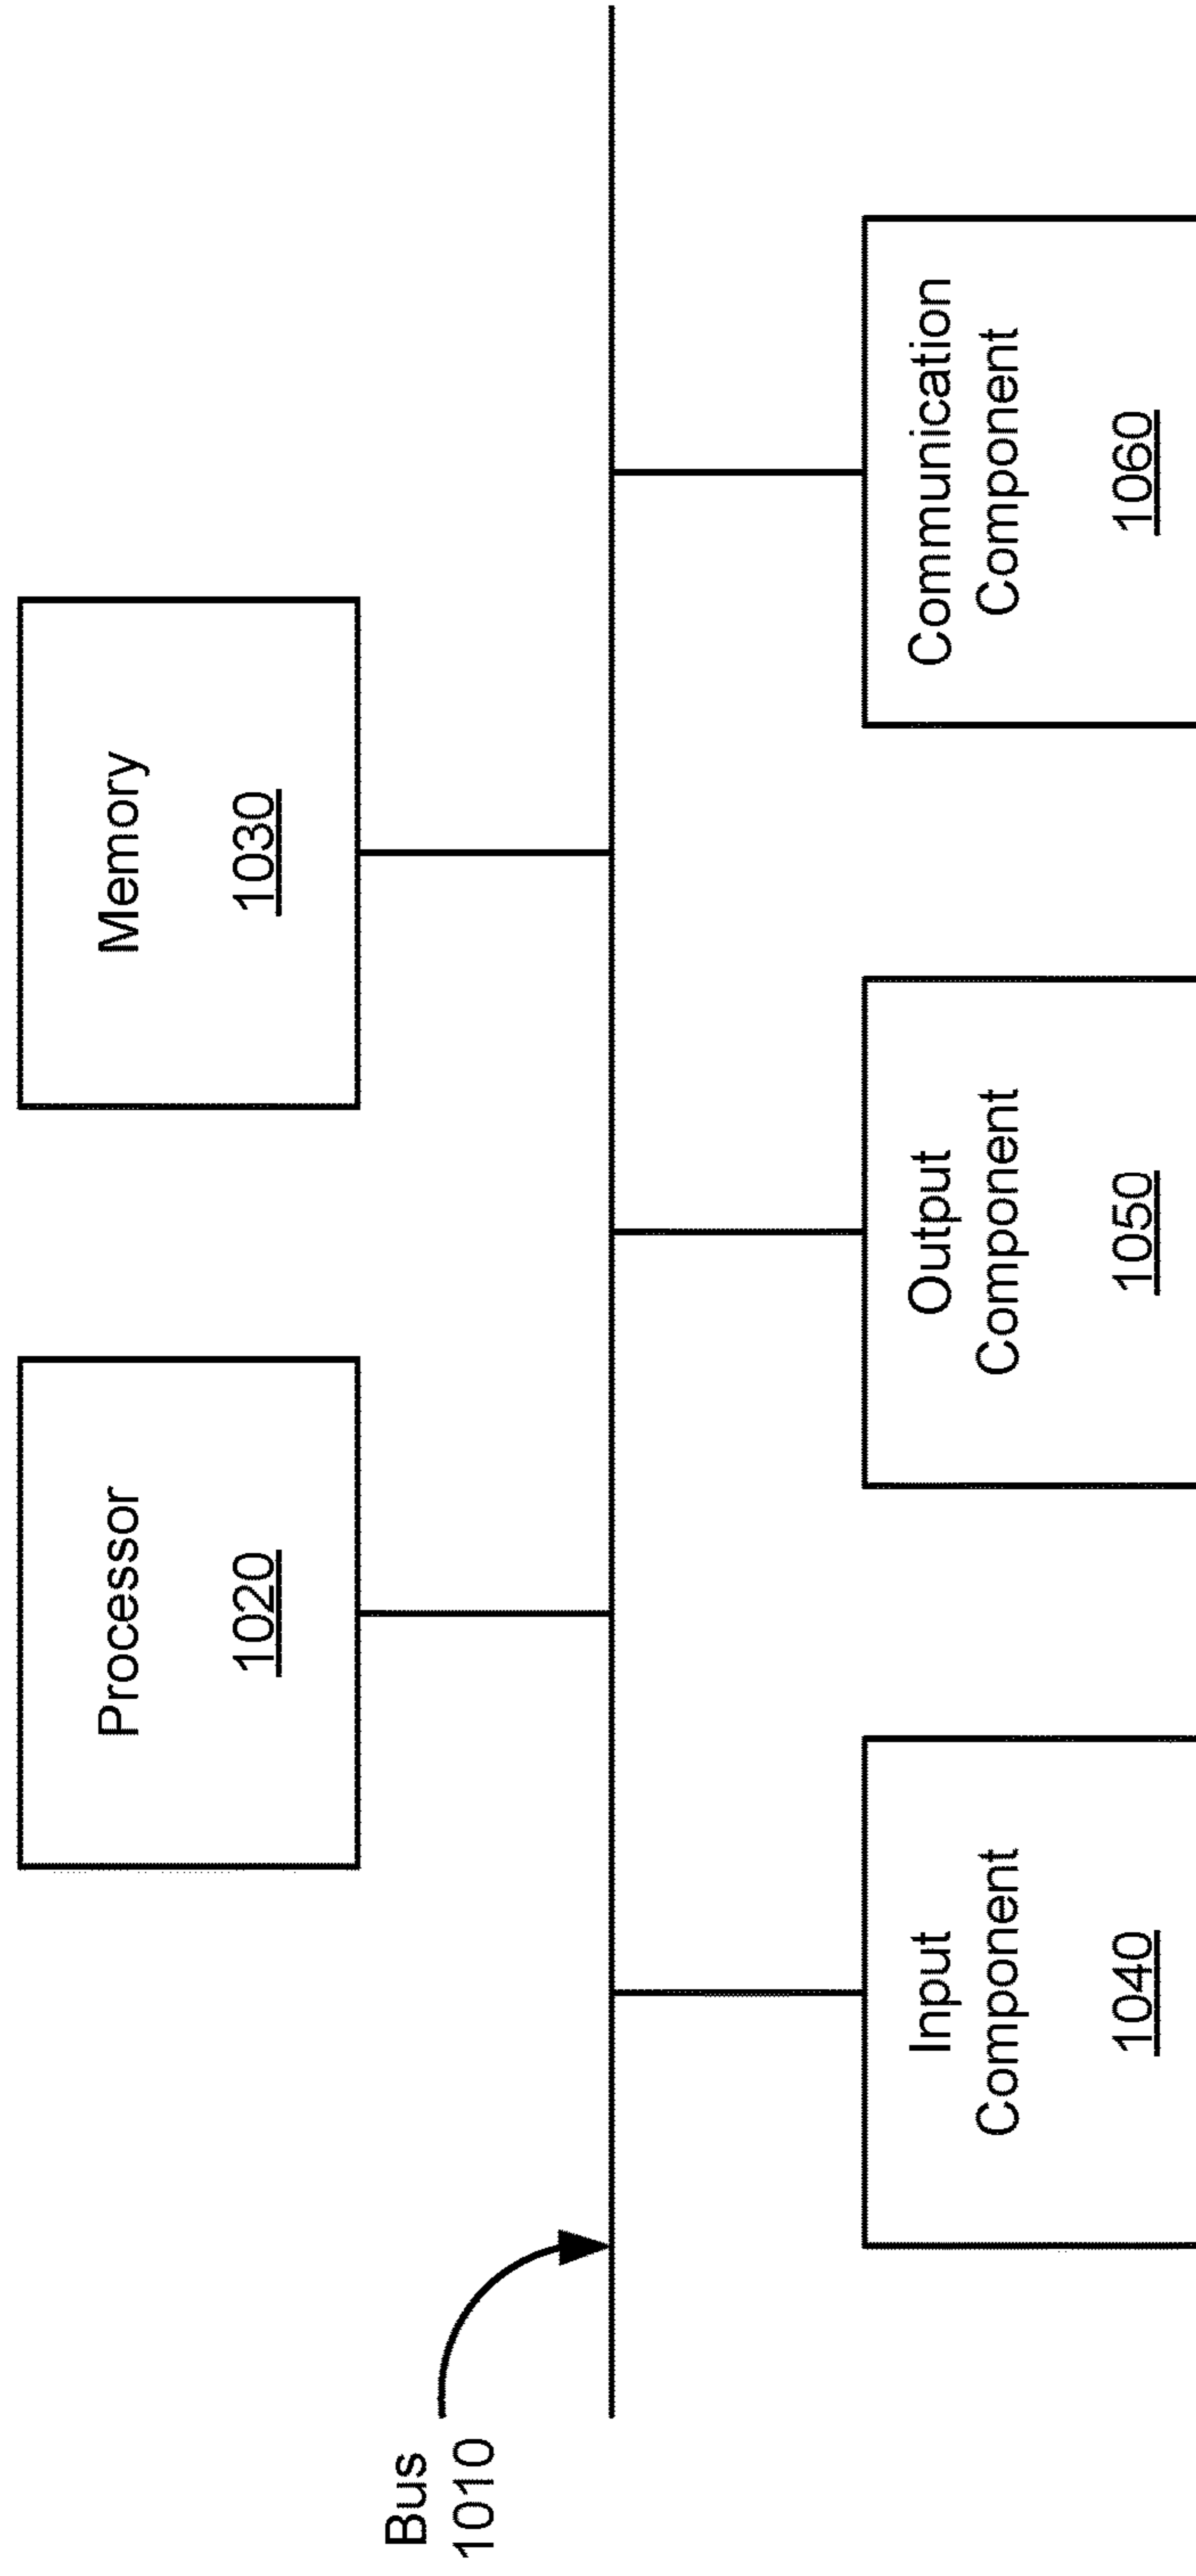 Processor
1020
Memory
1030
Bus
1010
Input
Component
1040
Output
Component
1050
Communication
Component
1060